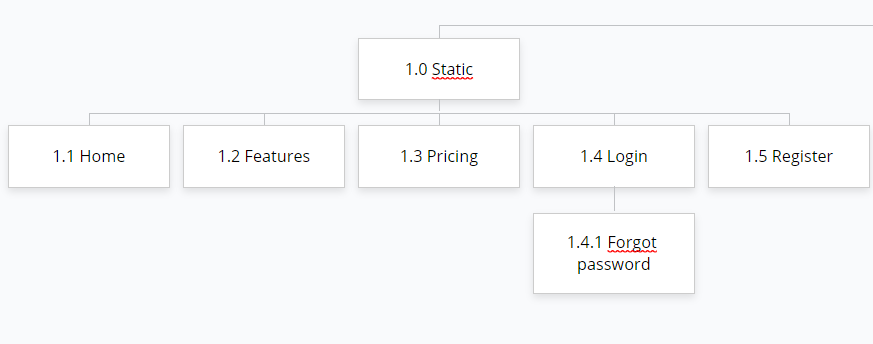 1.0 Static
1.1 Home
1.2 Features
1.3 Pricing
1.4 Login
1.5 Register
1.4.1 Forgot
password